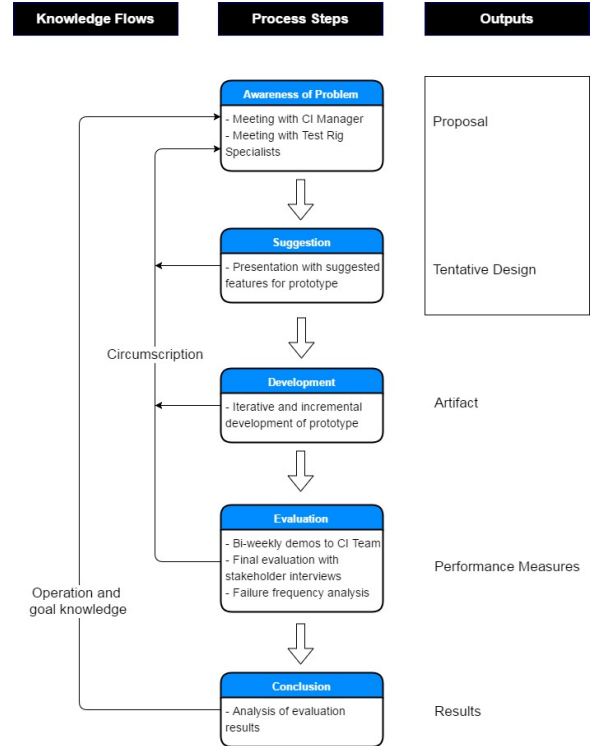 Knowledge Flows
Process Steps
Outputs
Awareness of Problem
- Meeting with CI Manager
- Meeting with Test Rig
Specialists
Proposal
Suggestion
- Presentation with suggested
features for prototype
Tentative Design
Circumscription
Development
- Iterative and incremental
development of prototype
Artifact
Evaluation
- Bi-weekly demos to CI Team
- Final evaluation with
stakeholder interviews
- Failure frequency analysis
Performance Measures
Operation and
goal knowledge
Conclusion
- Analysis of evaluation
results
Results